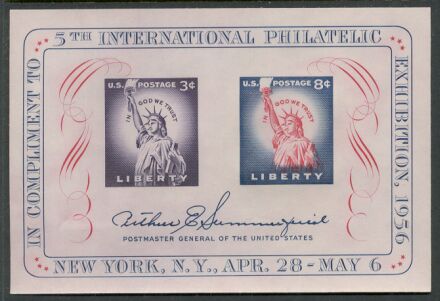 IN COMPLIMENT TO
5TH INTERNATIONAL PHILATELIC
EXHIBITION, 1956
U.S. POSTAGE 3¢
IN GOD WE TRUST
LIBERTY
U.S. POSTAGE 8¢
IN GOD WE TRUST
LIBERTY
Arthur E Summerfield
POSTMASTER GENERAL OF THE UNITED STATES
NEW YORK, N.Y., APR. 28-MAY 6